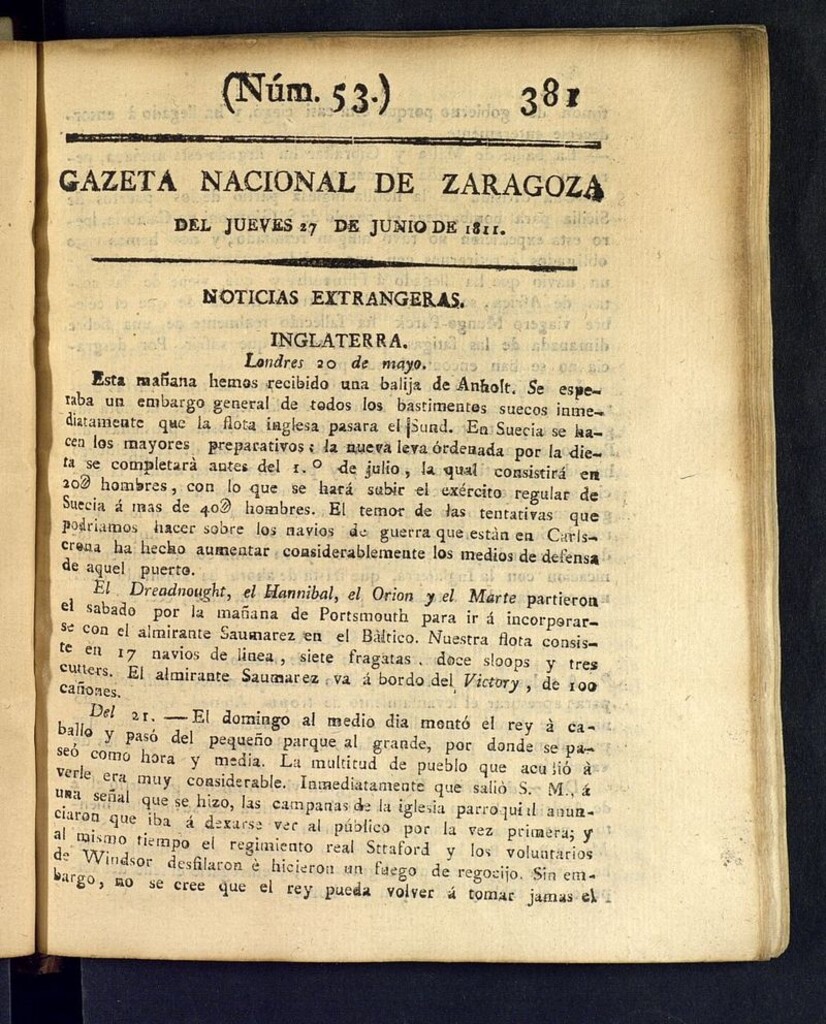 (Núm. 53.) 381
GAZETA NACIONAL DE ZARAGOZA
DEL JUEVES 27 DE JUNIO DE 1811.
NOTICIAS EXTRANGERAS.
INGLATERRA.
Londres 20 de mayo.
Esta mañana hemos recibido una balija de Anholt. Se espe-
raba un embargo general de todos los bastimentos suecos inme-
diatamente que la flota inglesa pasara el Sund. En Suecia se ha-
cen los mayores preparativos; la nueva leva órdenada por la die-
ta se completará antes del 1.º de julio, la qual consistirá en
20@ hombres, con lo que se hará subir el exército regular de
Suecia á mas de 40@ hombres. El temor de las tentativas que
podriamos hacer sobre los navios de guerra que están en Carls-
crona ha hecho aumentar considerablemente los medios de defensa
de aquel puerto.
El Dreadnought, el Hannibal, el Orion y el Marte partieron
el sabado por la mañana de Portsmouth para ir á incorporar-
se con el almirante Saumarez en el Báltico. Nuestra flota consis-
te en 17 navios de linea, siete fragatas, doce sloops y tres
cutters. El almirante Saumarez va á bordo del Victory, de 100
cañones.
Del 21. — El domingo al medio dia montó el rey à ca-
ballo y pasó del pequeño parque al grande, por donde se pa-
seó como hora y media. La multitud de pueblo que acudió à
verle era muy considerable. Inmediatamente que salió S. M., á
una señal que se hizo, las campanas de la iglesia parroquial anun-
ciaron que iba á dexarse ver al público por la vez primera; y
al mismo tiempo el regimiento real Sttaford y los voluntarios
de Windsor desfilaron è hicieron un fuego de regocijo. Sin em-
bargo, no se cree que el rey pueda volver á tomar jamas el